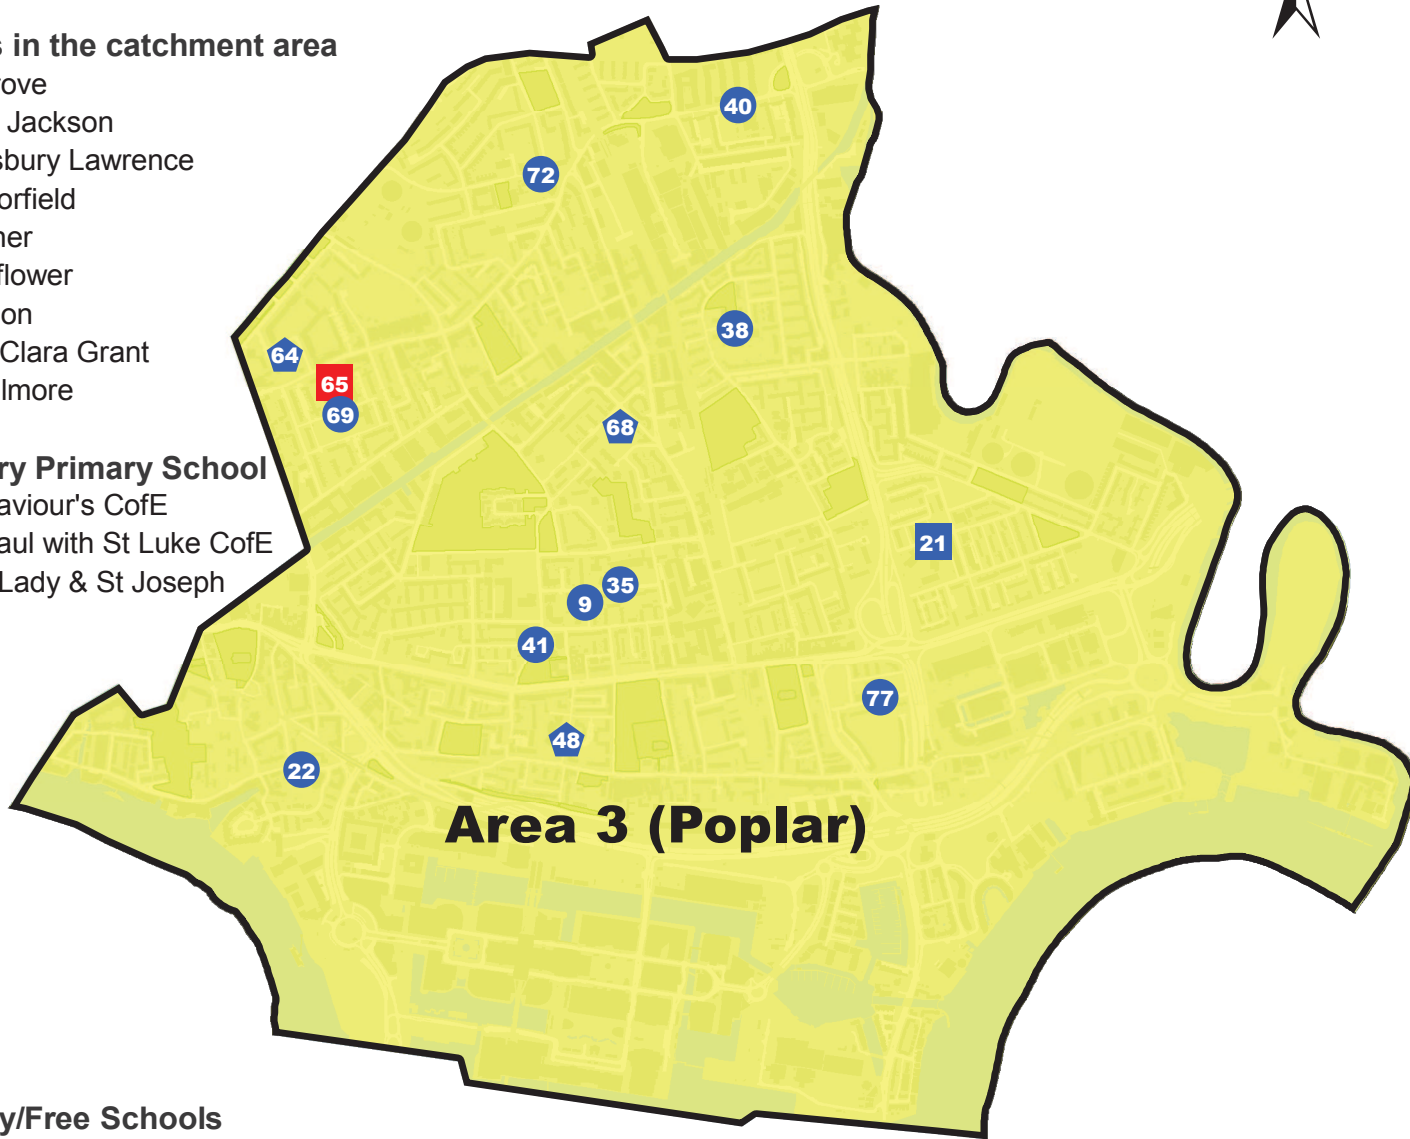 s in the catchment area
ove
Jackson
sbury Lawrence
orfield
ner
flower
on
Clara Grant
lmore
ry Primary School
aviour's CofE
aul with St Luke CofE
Lady & St Joseph
y/Free Schools
40
72
38
64
65
69
68
21
35
9
41
77
48
22
Area 3 (Poplar)